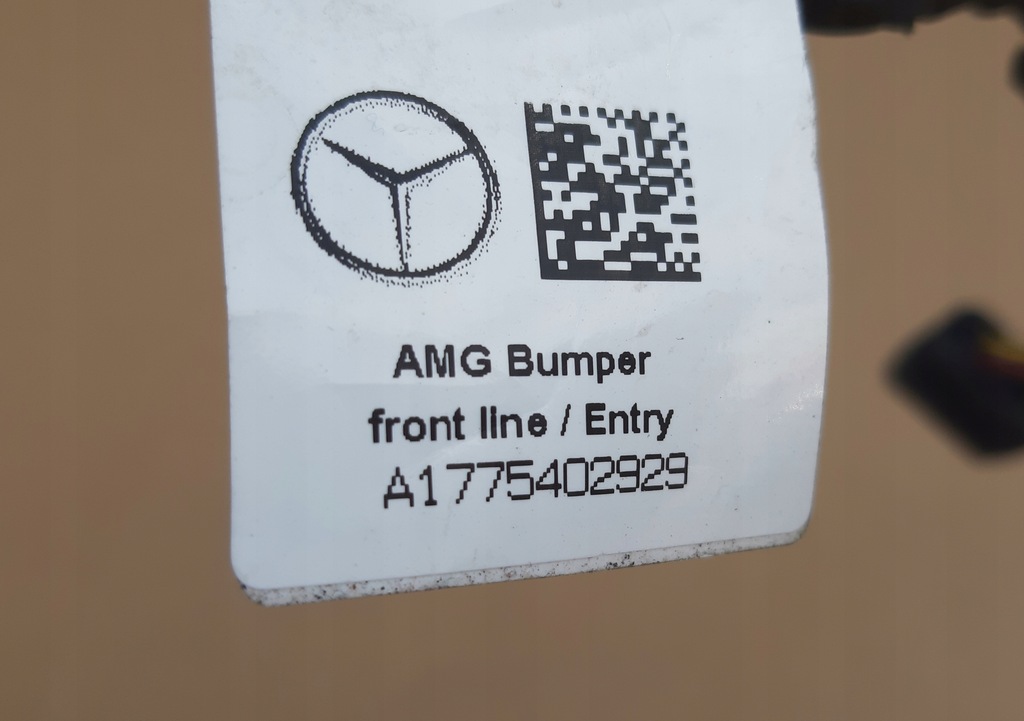 AMG Bumper
front line / Entry
A1775402929